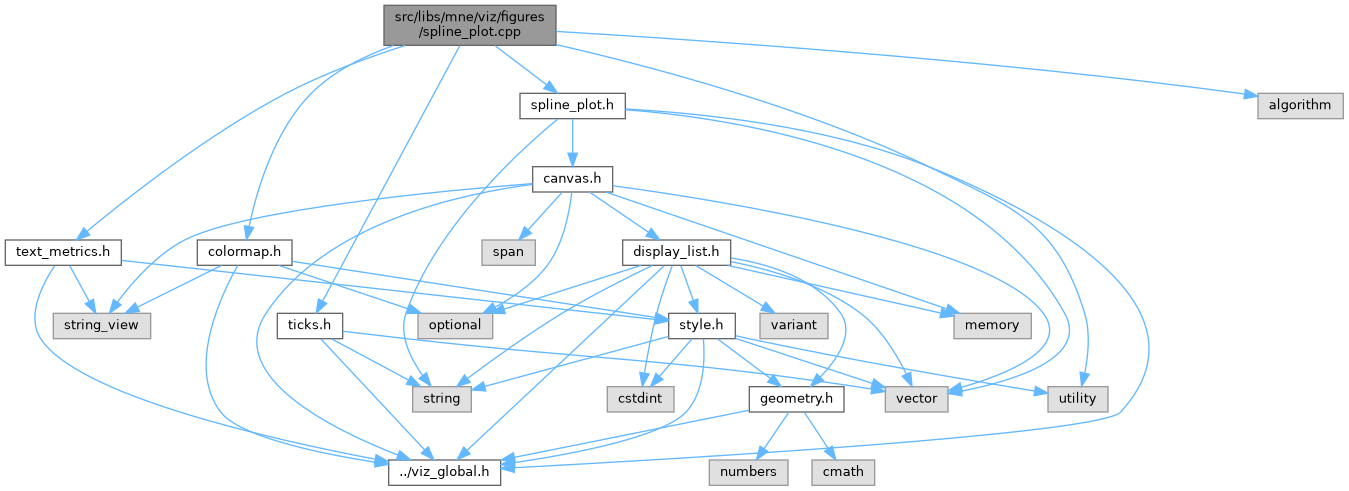 src/libs/mne/viz/figures
/spline_plot.cpp
spline_plot.h
algorithm
canvas.h
text_metrics.h
colormap.h
span
display_list.h
string_view
ticks.h
optional
style.h
variant
memory
string
cstdint
geometry.h
vector
utility
../viz_global.h
numbers
cmath